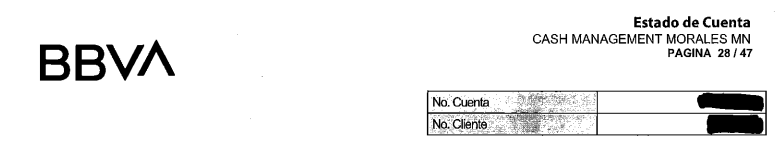 Estado de Cuenta
CASH MANAGEMENT MORALES MN
PAGINA 28 / 47
BBVA
No. Cuenta
No. Cliente